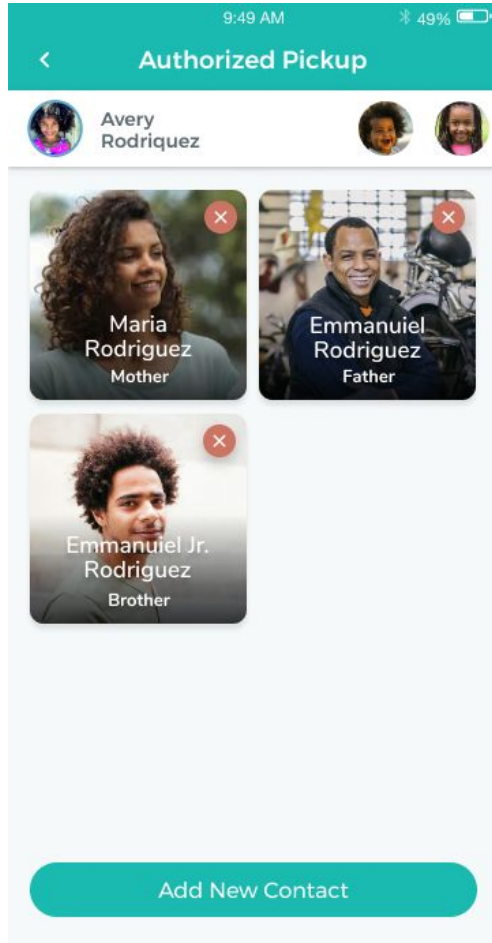 9:49 AM
49%
Authorized Pickup
Avery
Rodriquez
Maria
Rodriguez
Mother
Emmanuiel
Rodriguez
Father
Emmanuiel Jr.
Rodriguez
Brother
Add New Contact